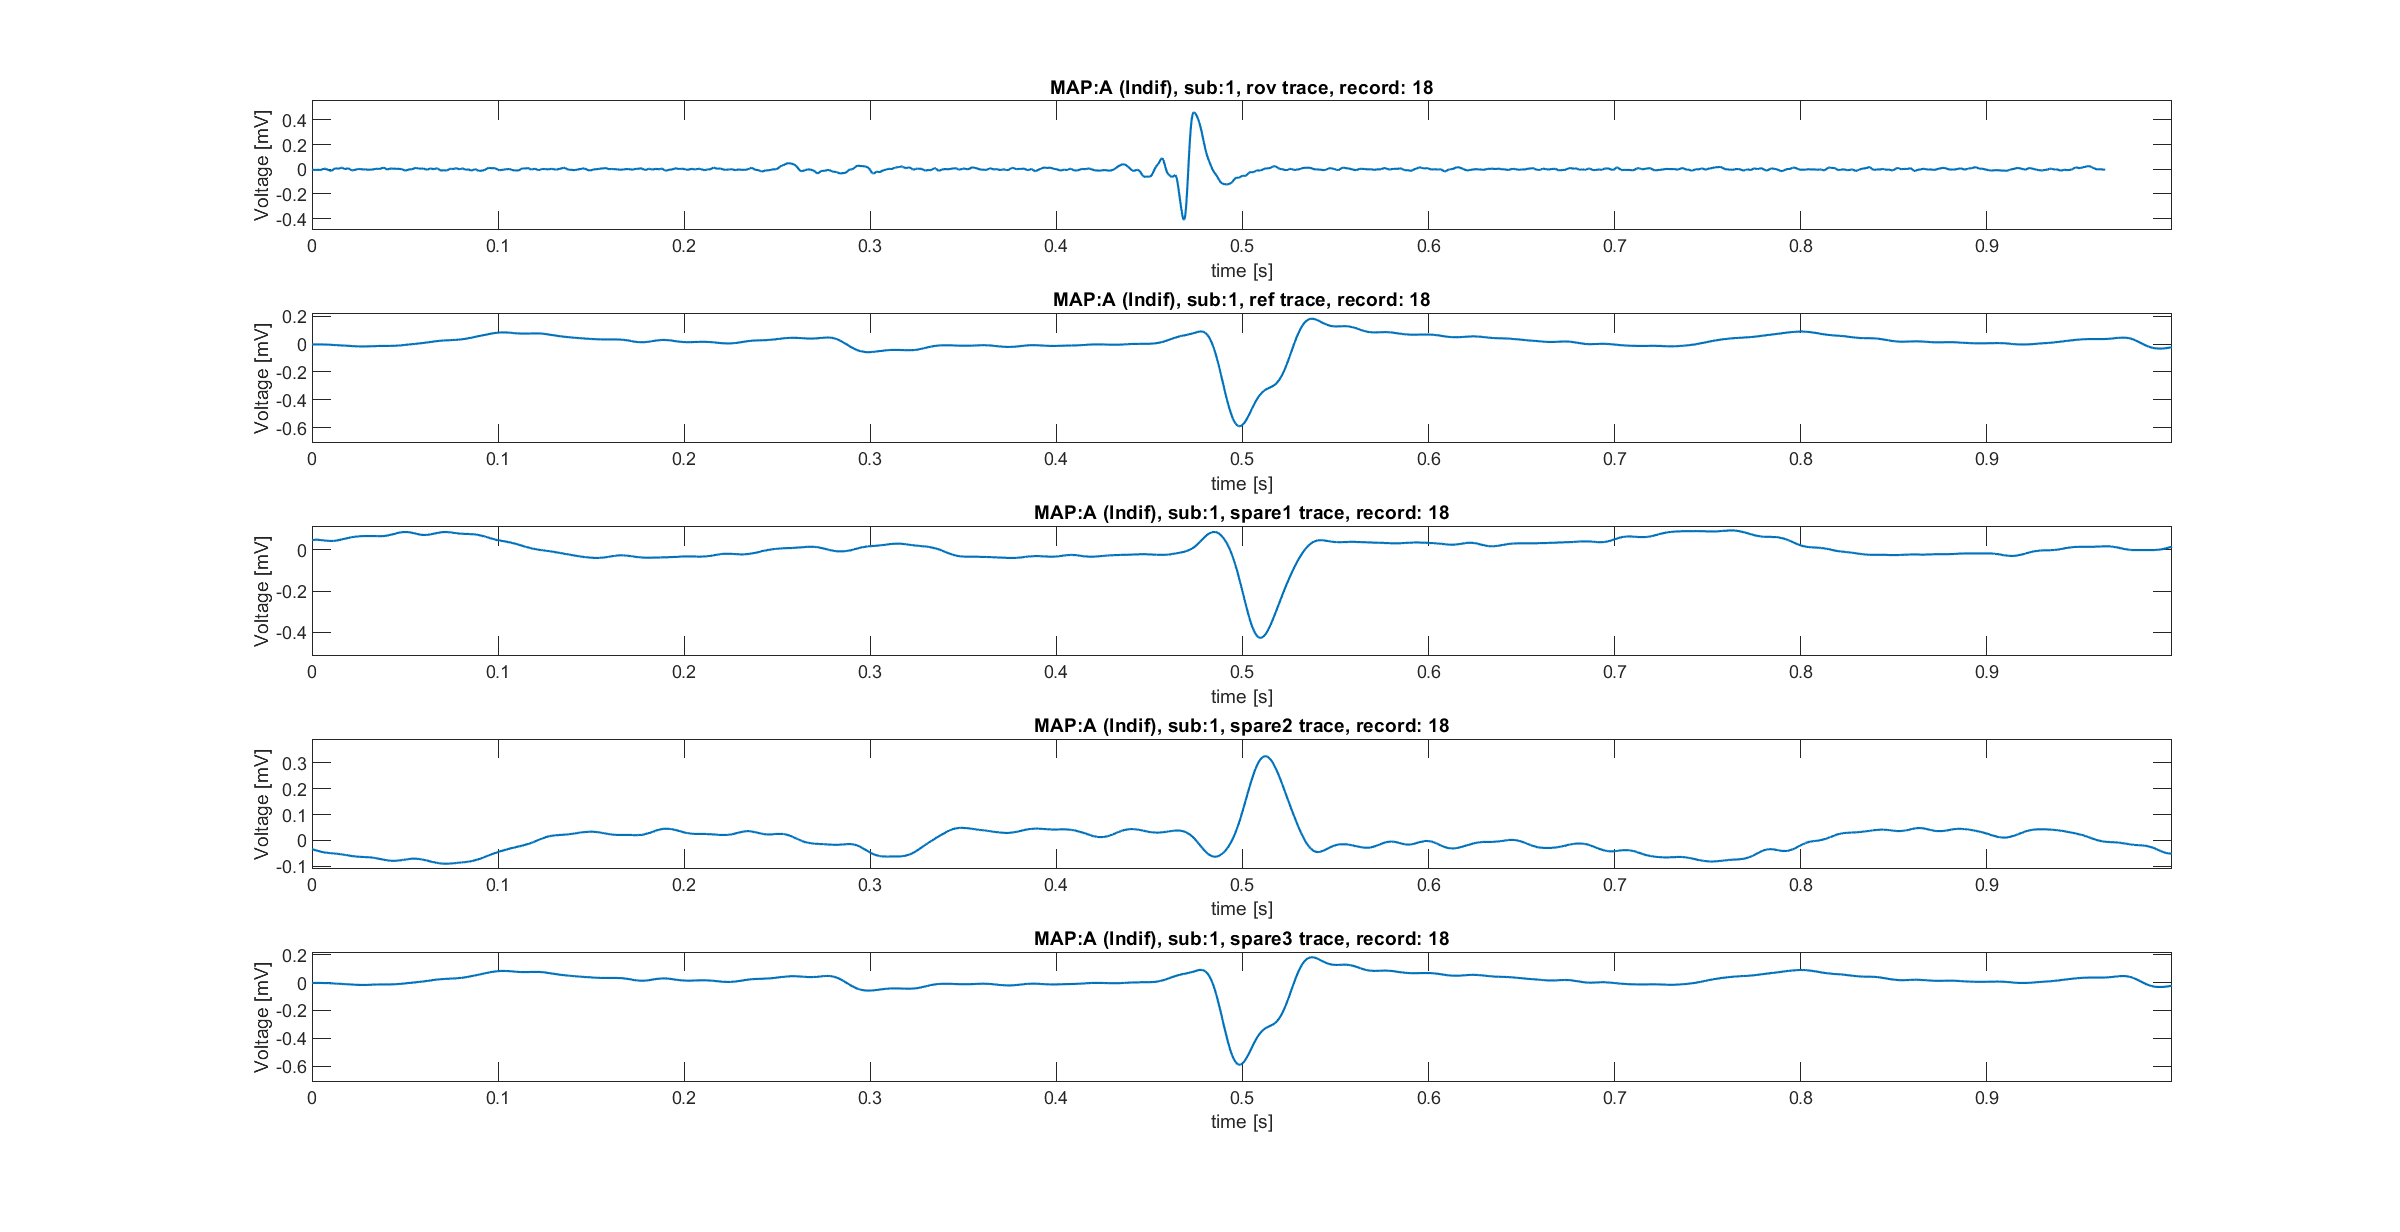 MAP:A (Indif), sub:1, rov trace, record: 18
Voltage [mV]
0.4
0.2
0
-0.2
-0.4
0 0.1 0.2 0.3 0.4 0.5 0.6 0.7 0.8 0.9
time [s]
MAP:A (Indif), sub:1, ref trace, record: 18
Voltage [mV]
0.2
0
-0.2
-0.4
-0.6
0 0.1 0.2 0.3 0.4 0.5 0.6 0.7 0.8 0.9
time [s]
MAP:A (Indif), sub:1, spare1 trace, record: 18
Voltage [mV]
0
-0.2
-0.4
0 0.1 0.2 0.3 0.4 0.5 0.6 0.7 0.8 0.9
time [s]
MAP:A (Indif), sub:1, spare2 trace, record: 18
Voltage [mV]
0.3
0.2
0.1
0
-0.1
0 0.1 0.2 0.3 0.4 0.5 0.6 0.7 0.8 0.9
time [s]
MAP:A (Indif), sub:1, spare3 trace, record: 18
Voltage [mV]
0.2
0
-0.2
-0.4
-0.6
0 0.1 0.2 0.3 0.4 0.5 0.6 0.7 0.8 0.9
time [s]